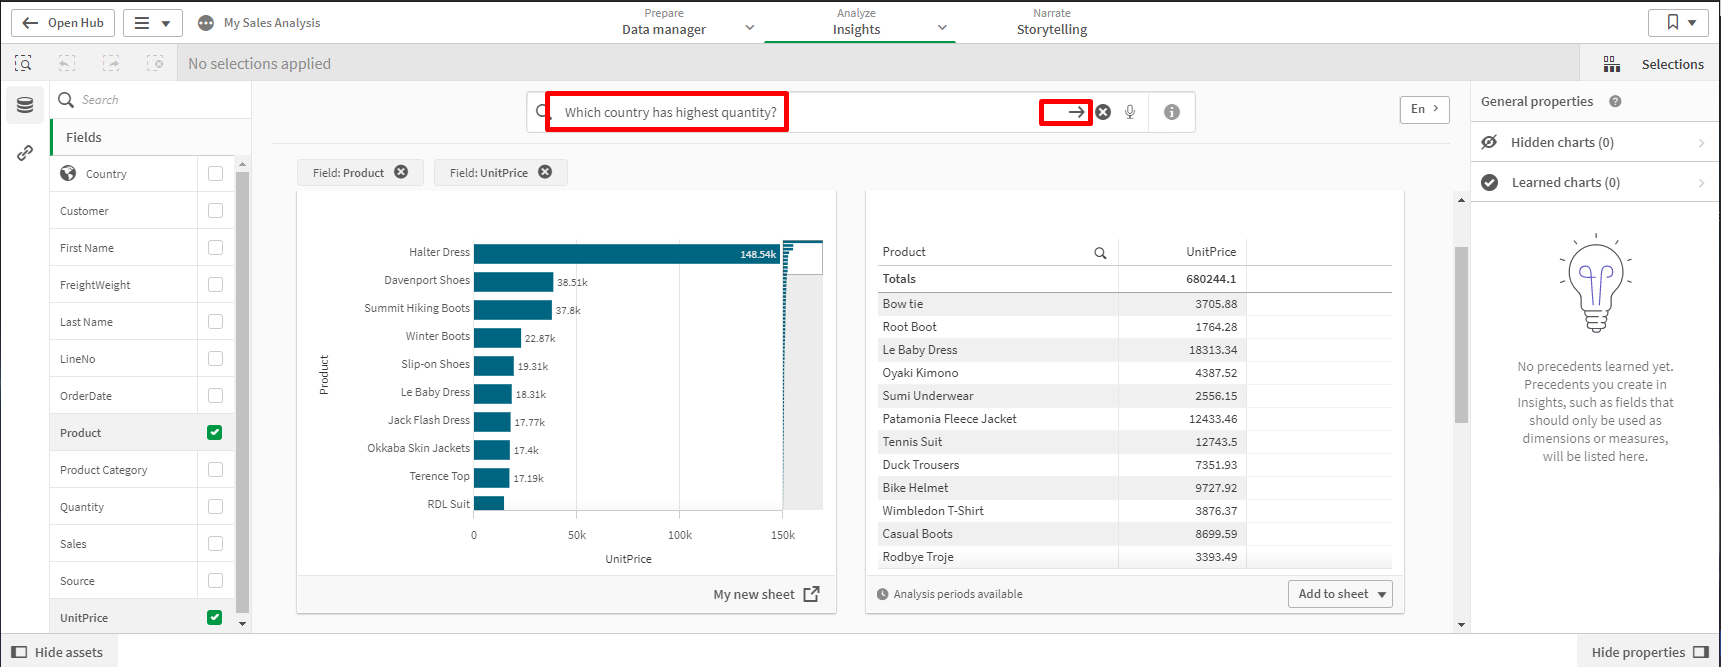 Open Hub
My Sales Analysis
Prepare
Data manager
Analyze
Insights
Narrate
Storytelling
No selections applied
Selections
Search
Fields
Country
Customer
First Name
FreightWeight
Last Name
LineNo
OrderDate
Product
Product Category
Quantity
Sales
Source
UnitPrice
Which country has highest quantity?
En
Field: Product
Field: UnitPrice
Product
Halter Dress 148.54k
Davenport Shoes 38.51k
Summit Hiking Boots 37.8k
Winter Boots 22.87k
Slip-on Shoes 19.31k
Le Baby Dress 18.31k
Jack Flash Dress 17.77k
Okkaba Skin Jackets 17.4k
Terence Top 17.19k
RDL Suit
0 50k 100k 150k
UnitPrice
My new sheet
Product UnitPrice
Totals 680244.1
Bow tie 3705.88
Root Boot 1764.28
Le Baby Dress 18313.34
Oyaki Kimono 4387.52
Sumi Underwear 2556.15
Patamonia Fleece Jacket 12433.46
Tennis Suit 12743.5
Duck Trousers 7351.93
Bike Helmet 9727.92
Wimbledon T-Shirt 3876.37
Casual Boots 8699.59
Rodbye Troje 3393.49
Analysis periods available
Add to sheet
General properties
Hidden charts (0)
Learned charts (0)
No precedents learned yet.
Precedents you create in
Insights, such as fields that
should only be used as
dimensions or measures,
will be listed here.
Hide assets
Hide properties